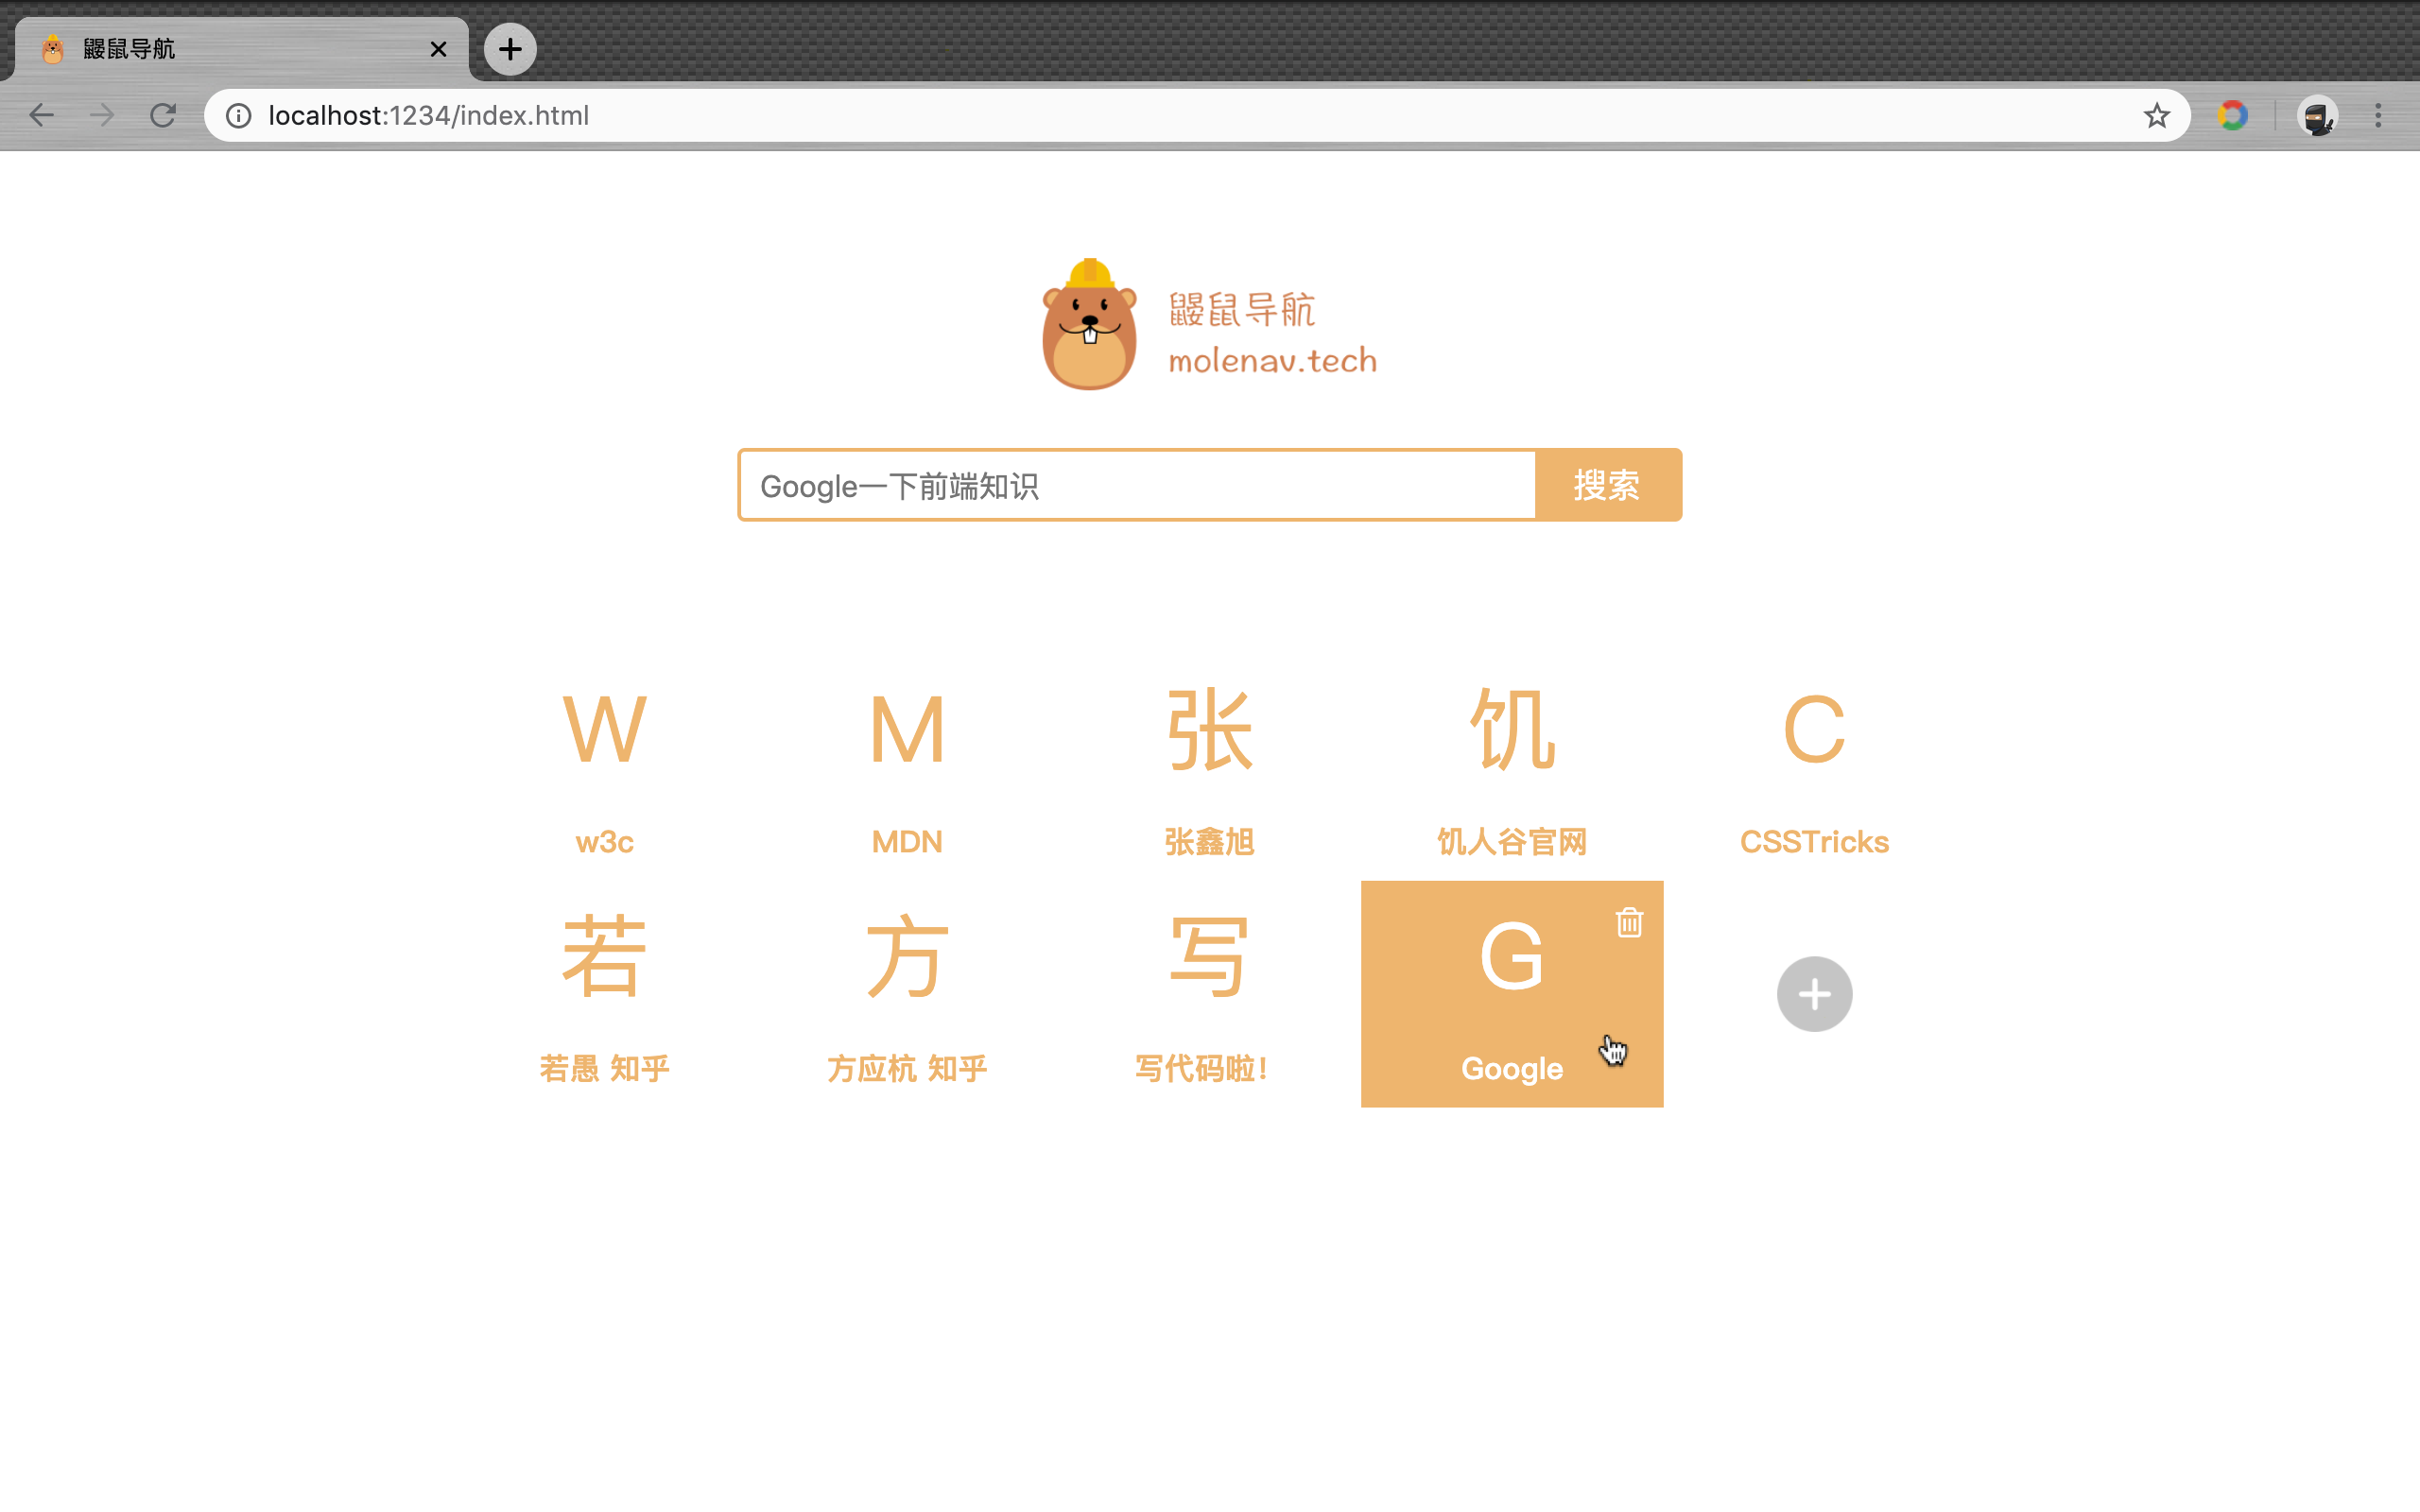 鼹鼠导航
localhost:1234/index.html
鼹鼠导航
molenav.tech
Google一下前端知识
搜索
W
M
张
饥
C
w3c
MDN
张鑫旭
饥人谷官网
CSSTricks
若
方
写
G
若愚 知乎
方应杭 知乎
写代码啦!
Google